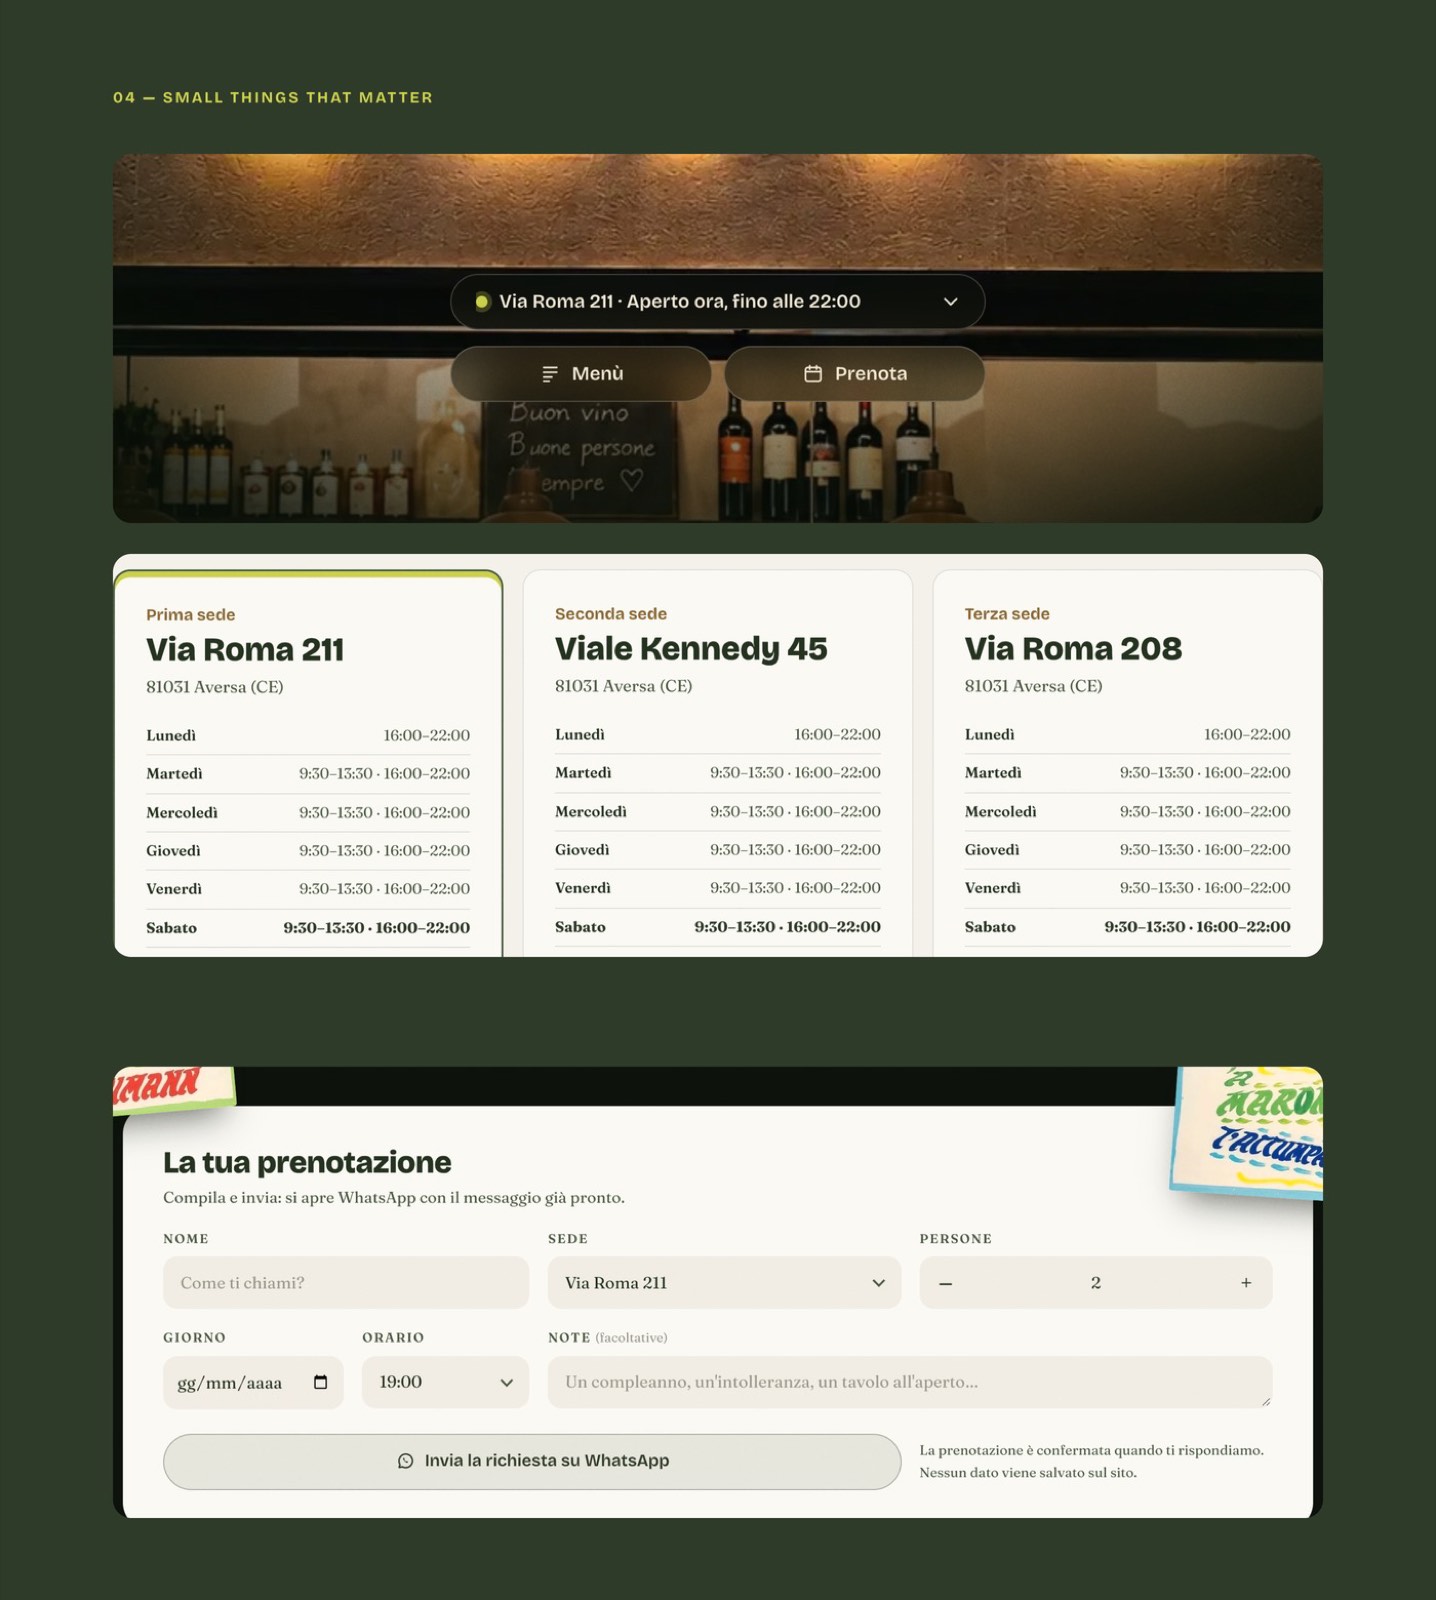 04 — SMALL THINGS THAT MATTER
Via Roma 211 · Aperto ora, fino alle 22:00
Menù
Prenota
Buon vino
Buone persone
empre
Prima sede
Via Roma 211
81031 Aversa (CE)
Lunedì 16:00–22:00
Martedì 9:30–13:30 · 16:00–22:00
Mercoledì 9:30–13:30 · 16:00–22:00
Giovedì 9:30–13:30 · 16:00–22:00
Venerdì 9:30–13:30 · 16:00–22:00
Sabato 9:30–13:30 · 16:00–22:00
Seconda sede
Viale Kennedy 45
81031 Aversa (CE)
Lunedì 16:00–22:00
Martedì 9:30–13:30 · 16:00–22:00
Mercoledì 9:30–13:30 · 16:00–22:00
Giovedì 9:30–13:30 · 16:00–22:00
Venerdì 9:30–13:30 · 16:00–22:00
Sabato 9:30–13:30 · 16:00–22:00
Terza sede
Via Roma 208
81031 Aversa (CE)
Lunedì 16:00–22:00
Martedì 9:30–13:30 · 16:00–22:00
Mercoledì 9:30–13:30 · 16:00–22:00
Giovedì 9:30–13:30 · 16:00–22:00
Venerdì 9:30–13:30 · 16:00–22:00
Sabato 9:30–13:30 · 16:00–22:00
MANN
'A
MARON
T'ACCUMPA
La tua prenotazione
Compila e invia: si apre WhatsApp con il messaggio già pronto.
NOME
Come ti chiami?
SEDE
Via Roma 211
PERSONE
– 2 +
GIORNO
gg/mm/aaaa
ORARIO
19:00
NOTE (facoltative)
Un compleanno, un'intolleranza, un tavolo all'aperto...
Invia la richiesta su WhatsApp
La prenotazione è confermata quando ti rispondiamo.
Nessun dato viene salvato sul sito.